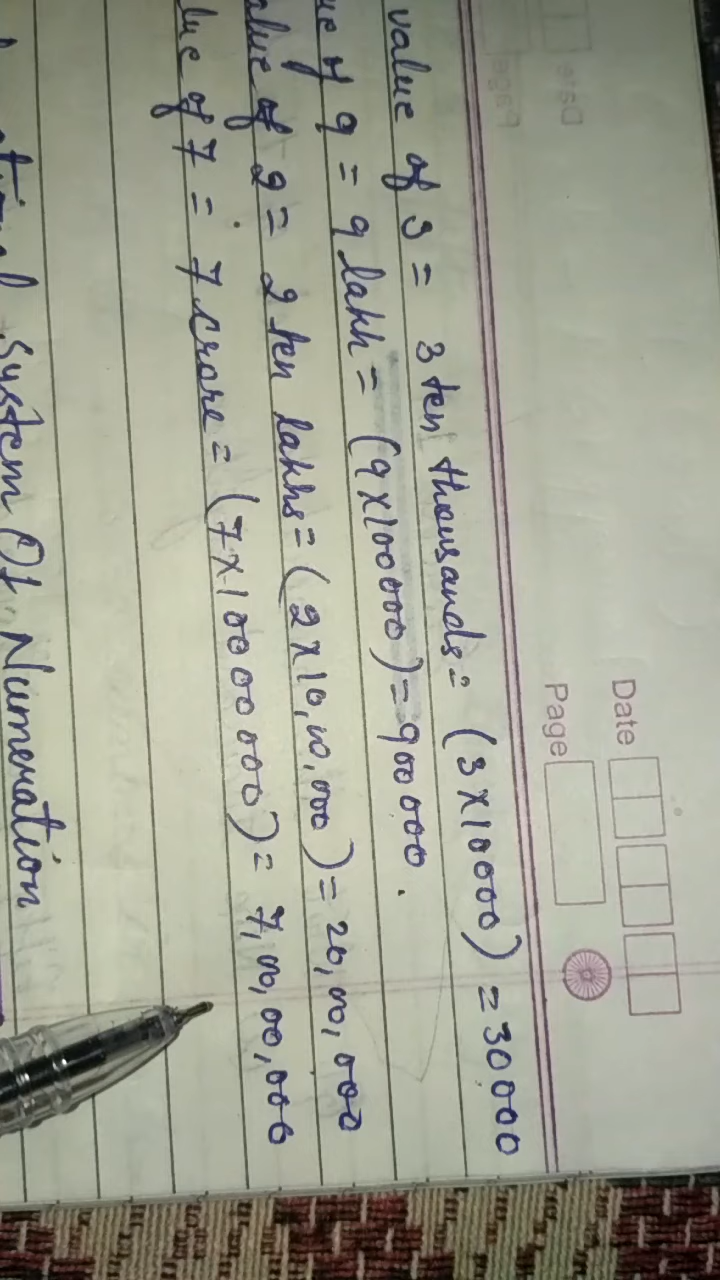 Date
Page
value of 3 = 3 ten thousands = (3 x 10000) = 30000
ue of 9 = 9 lakh = (9 x 100000) = 900000.
alue of 2 = 2 ten lakhs = (2 x 10,00,000) = 20,00,000
lue of 7 = 7 crore = (7 x 10000000) = 7,00,00,000
System Of Numeration